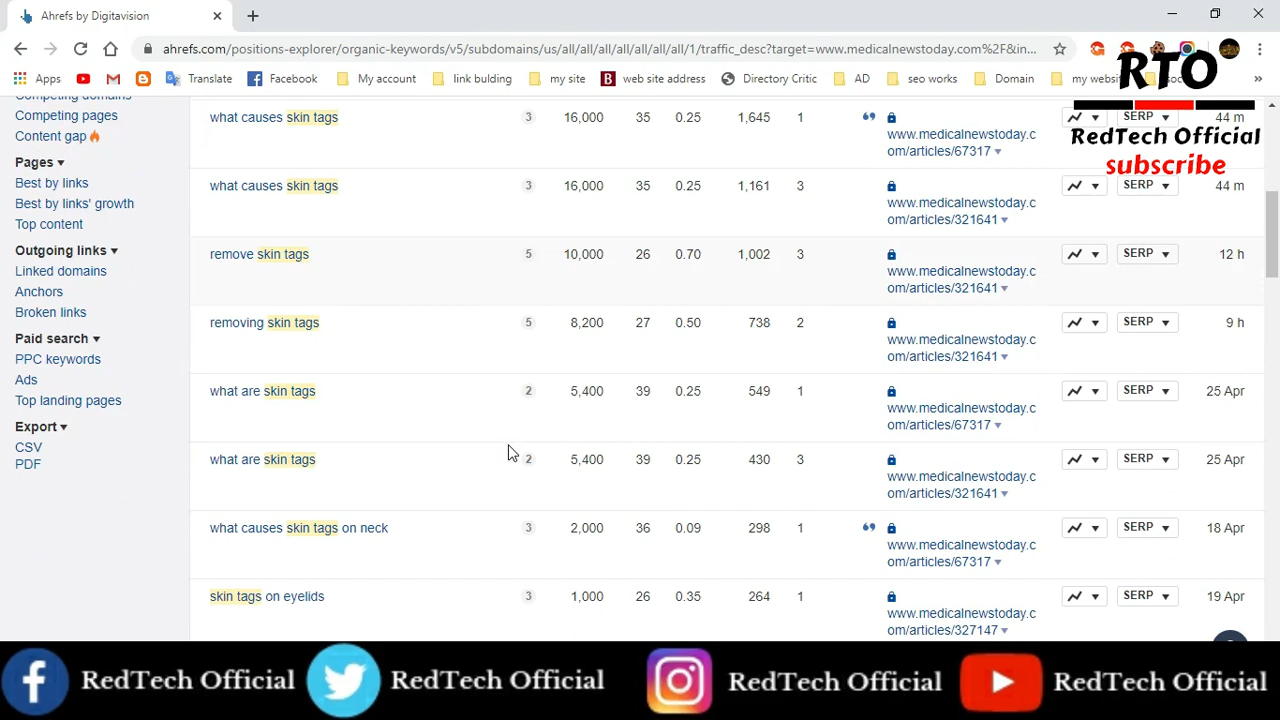 Ahrefs by Digitavision
ahrefs.com/positions-explorer/organic-keywords/v5/subdomains/us/all/all/all/all/all/all/all/1/traffic_desc?target=www.medicalnewstoday.com%2F&in...
Apps Translate Facebook My account link bulding my site web site address Directory Critic AD seo works Domain my websi
RTO
RedTech Official
subscribe
Competing domains
Competing pages
Content gap
Pages
Best by links
Best by links' growth
Top content
Outgoing links
Linked domains
Anchors
Broken links
Paid search
PPC keywords
Ads
Top landing pages
Export
CSV
PDF
what causes skin tags 3 16,000 35 0.25 1,645 1 SERP 44 m
www.medicalnewstoday.c
om/articles/67317
what causes skin tags 3 16,000 35 0.25 1,161 3 SERP 44 m
www.medicalnewstoday.c
om/articles/321641
remove skin tags 5 10,000 26 0.70 1,002 3 SERP 12 h
www.medicalnewstoday.c
om/articles/321641
removing skin tags 5 8,200 27 0.50 738 2 SERP 9 h
www.medicalnewstoday.c
om/articles/321641
what are skin tags 2 5,400 39 0.25 549 1 SERP 25 Apr
www.medicalnewstoday.c
om/articles/67317
what are skin tags 2 5,400 39 0.25 430 3 SERP 25 Apr
www.medicalnewstoday.c
om/articles/321641
what causes skin tags on neck 3 2,000 36 0.09 298 1 SERP 18 Apr
www.medicalnewstoday.c
om/articles/67317
skin tags on eyelids 3 1,000 26 0.35 264 1 SERP 19 Apr
www.medicalnewstoday.c
om/articles/327147
RedTech Official RedTech Official RedTech Official RedTech Official